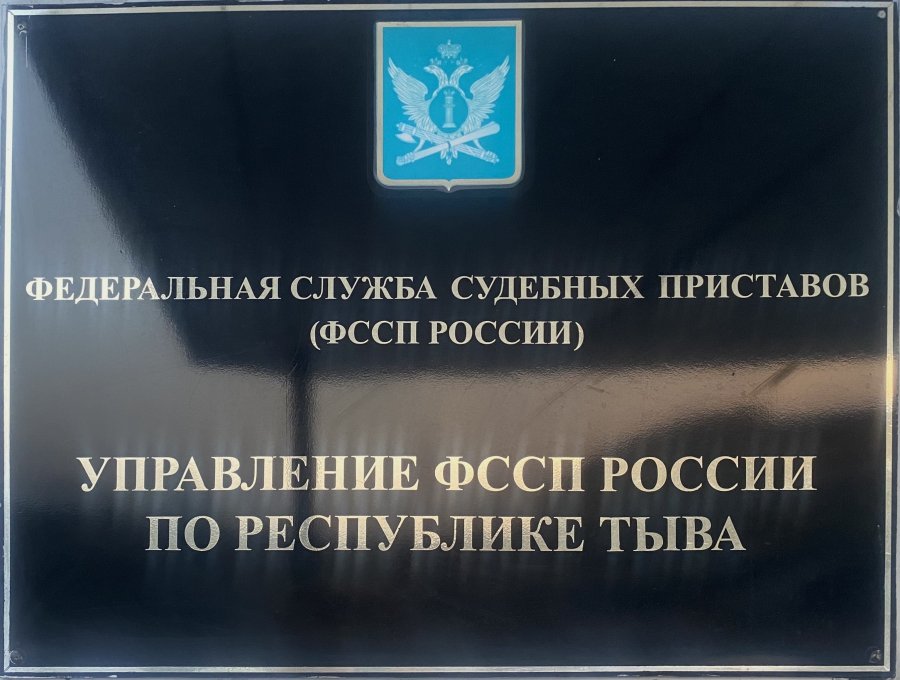 ФЕДЕРАЛЬНАЯ СЛУЖБА СУДЕБНЫХ ПРИСТАВОВ
(ФССП РОССИИ)
УПРАВЛЕНИЕ ФССП РОССИИ
ПО РЕСПУБЛИКЕ ТЫВА